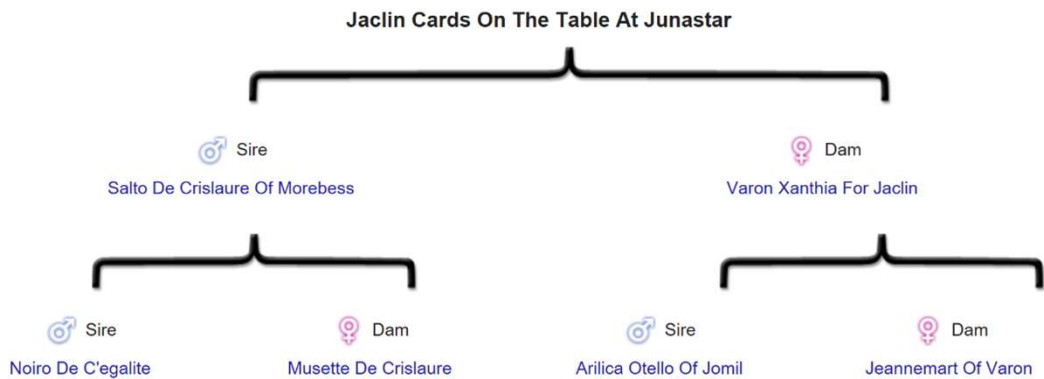 Jaclin Cards On The Table At Junastar
Sire
Dam
Salto De Crislaure Of Morebess
Varon Xanthia For Jaclin
Sire
Dam
Sire
Dam
Noiro De C'egalite
Musette De Crislaure
Arilica Otello Of Jomil
Jeannemart Of Varon